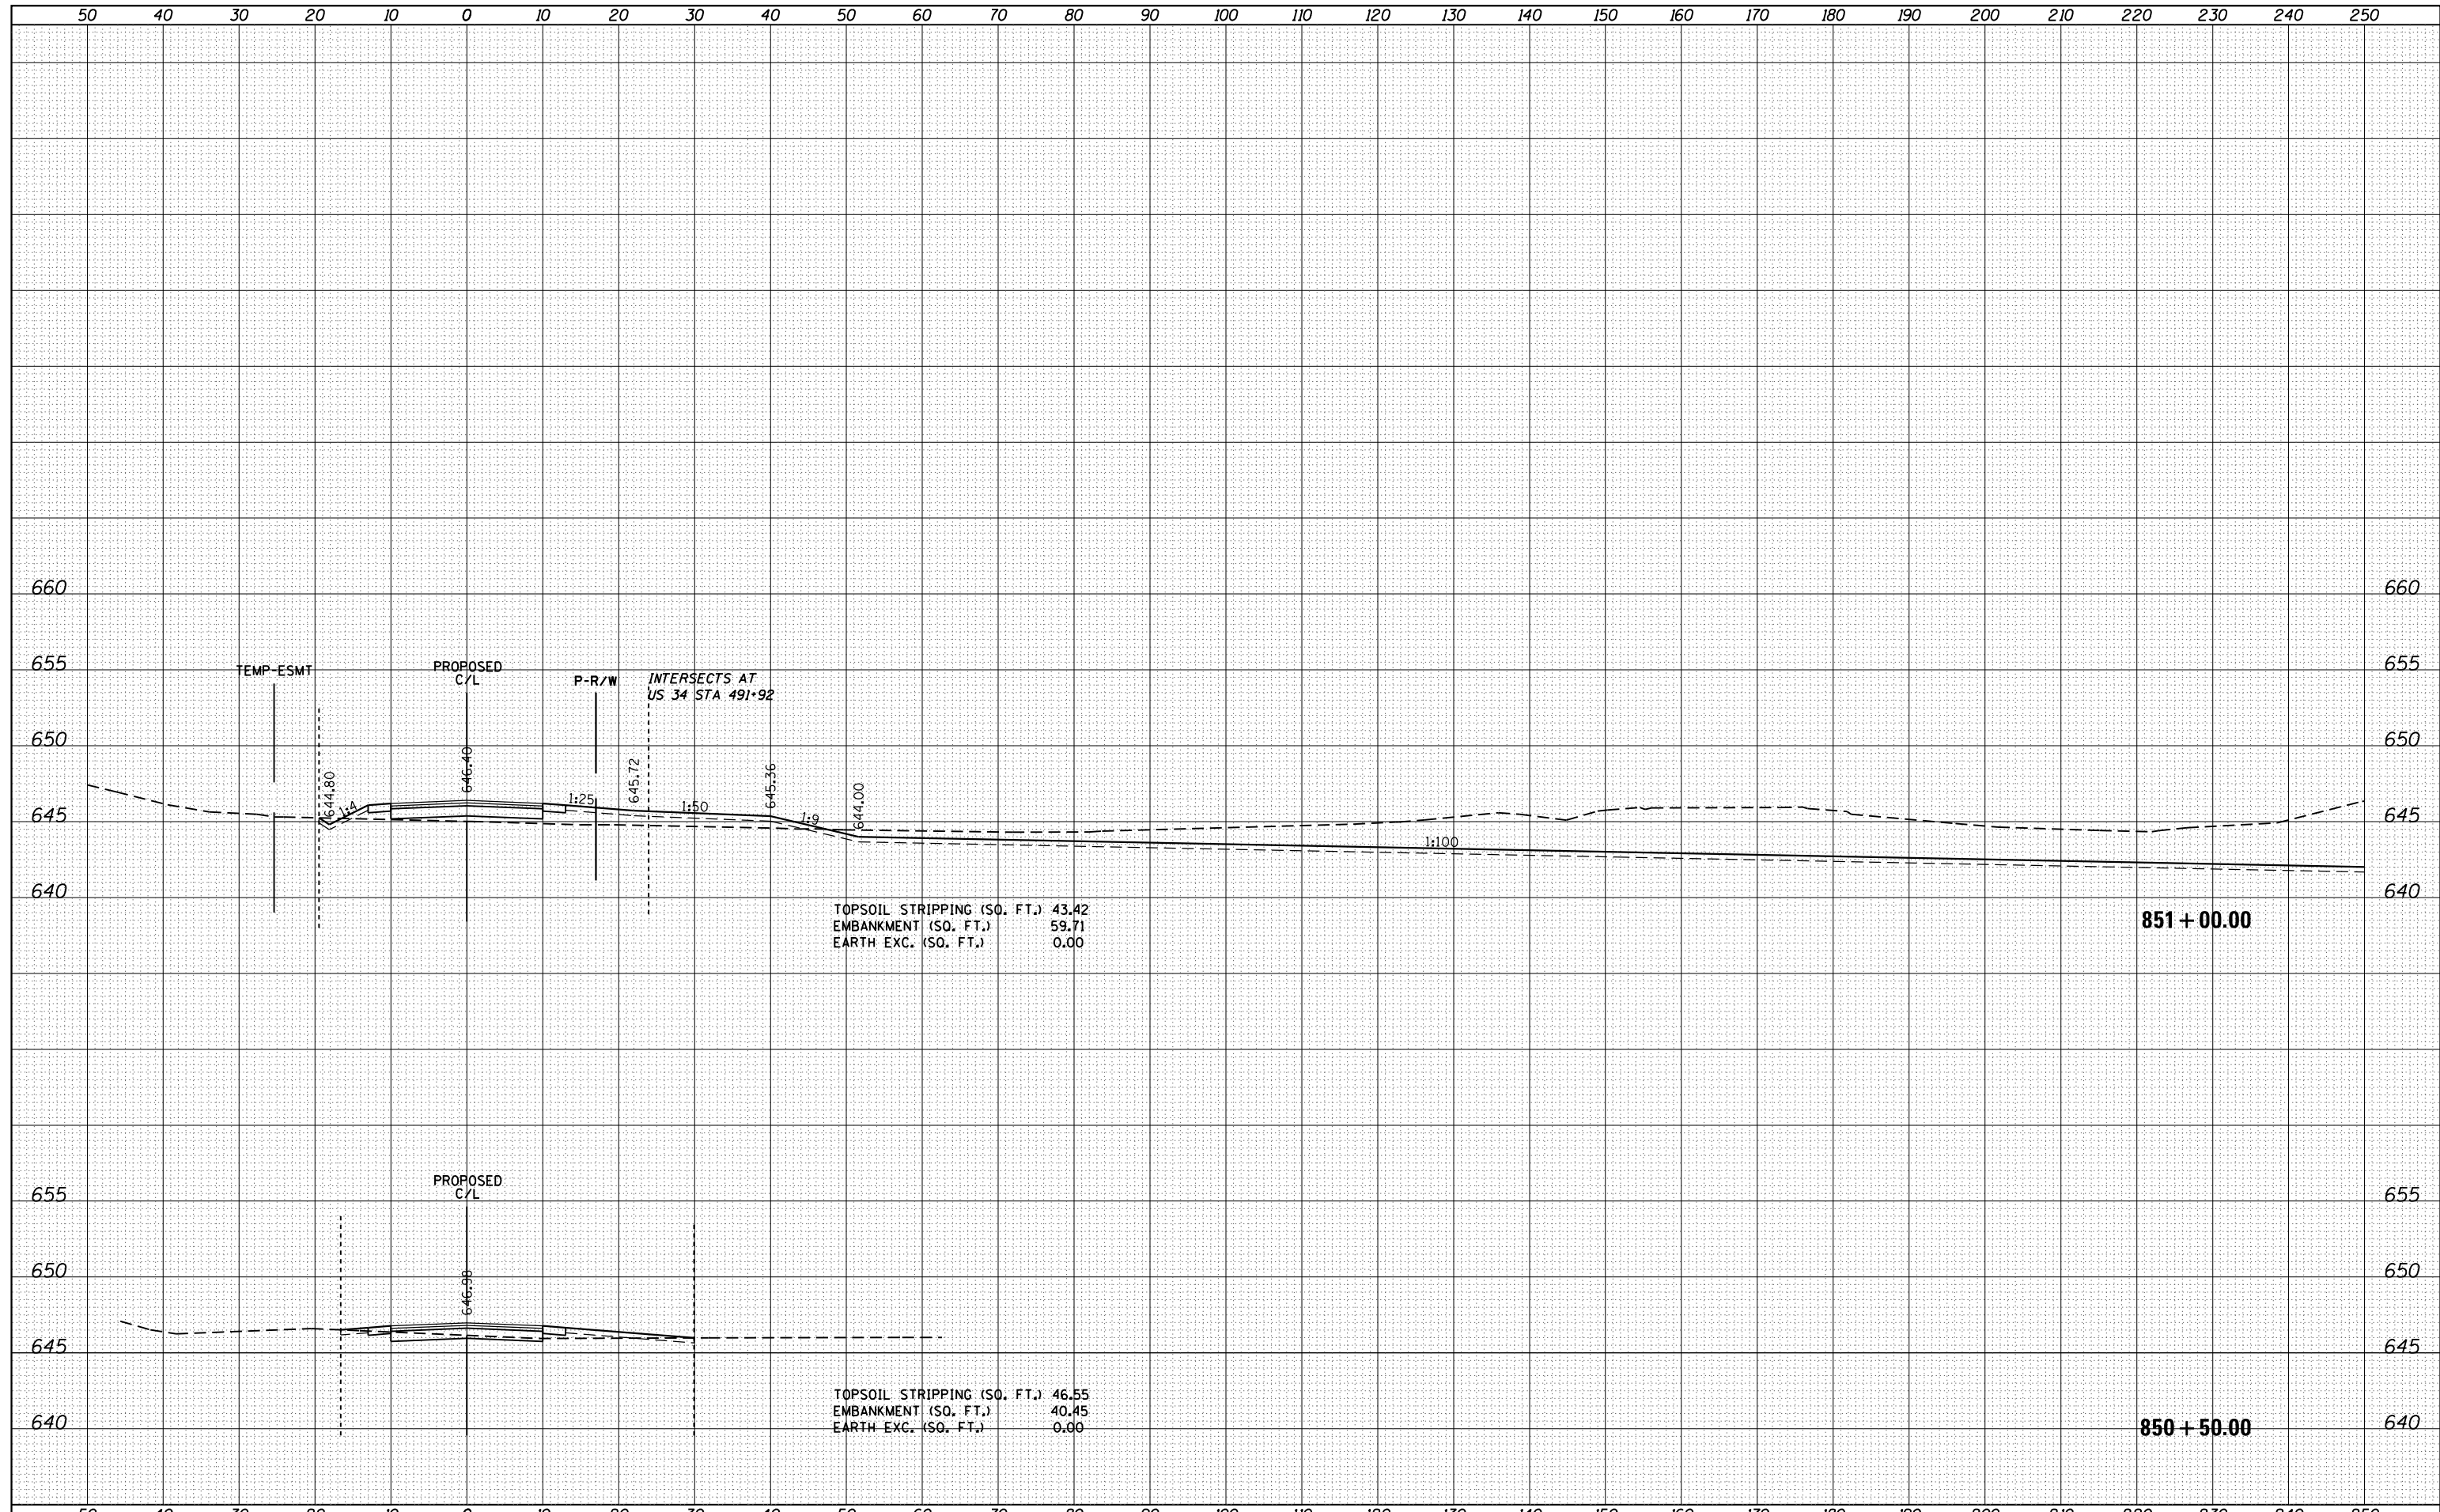 50 40 30 20 10 0 10 20 30 40 50 60 70 80 90 100 110 120 130 140 150 160 170 180 190 200 210 220 230 240 250
660 660
655 655
TEMP-ESMT
PROPOSED
C/L
P-R/W
INTERSECTS AT
US 34 STA 491+92
650 650
644.80
646.40
645.72
645.36
644.00
1:4
1:25
1:50
1:9
1:100
645 645
640 640
TOPSOIL STRIPPING (SQ. FT.) 43.42
EMBANKMENT (SQ. FT.) 59.71
EARTH EXC. (SQ. FT.) 0.00
851+00.00
PROPOSED
C/L
655 655
650 650
646.98
645 645
640 640
TOPSOIL STRIPPING (SQ. FT.) 46.55
EMBANKMENT (SQ. FT.) 40.45
EARTH EXC. (SQ. FT.) 0.00
850+50.00